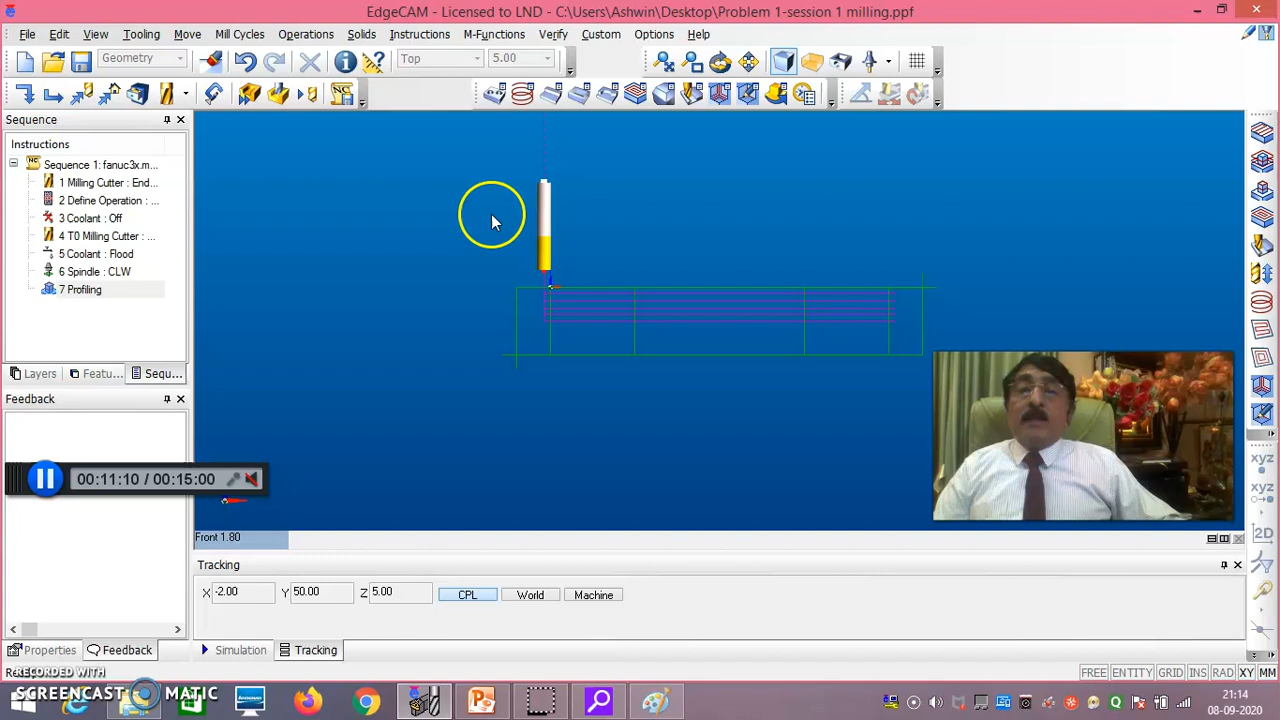 EdgeCAM - Licensed to LND - C:\Users\Ashwin\Desktop\Problem 1-session 1 milling.ppf
File Edit View Tooling Move Mill Cycles Operations Solids Instructions M-Functions Verify Custom Options Help
Geometry Top 5.00
Sequence
Instructions
Sequence 1: fanuc3x.m...
1 Milling Cutter : End...
2 Define Operation : ...
3 Coolant : Off
4 T0 Milling Cutter : ...
5 Coolant : Flood
6 Spindle : CLW
7 Profiling
Layers Featu... Sequ...
Feedback
00:11:10 / 00:15:00
xyz
xyz
2D
Front 1.80
Tracking
X -2.00 Y 50.00 Z 5.00 CPL World Machine
Properties Feedback Simulation Tracking
RECORDED WITH
FREE ENTITY GRID INS RAD XY MM
SCREENCAST MATIC
21:14
08-09-2020